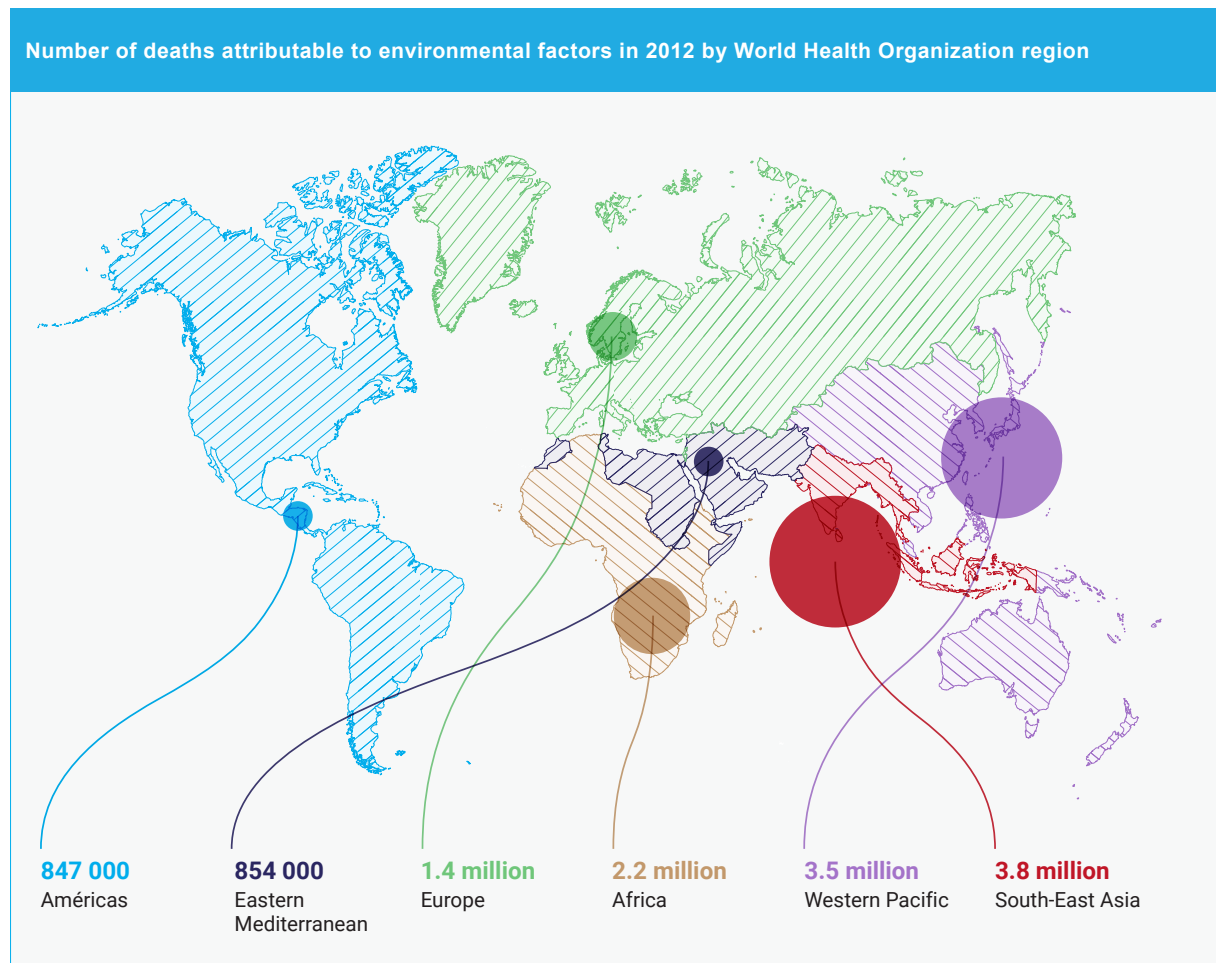 Number of deaths attributable to environmental factors in 2012 by World Health Organization region
847 000
Américas
854 000
Eastern
Mediterranean
1.4 million
Europe
2.2 million
Africa
3.5 million
Western Pacific
3.8 million
South-East Asia